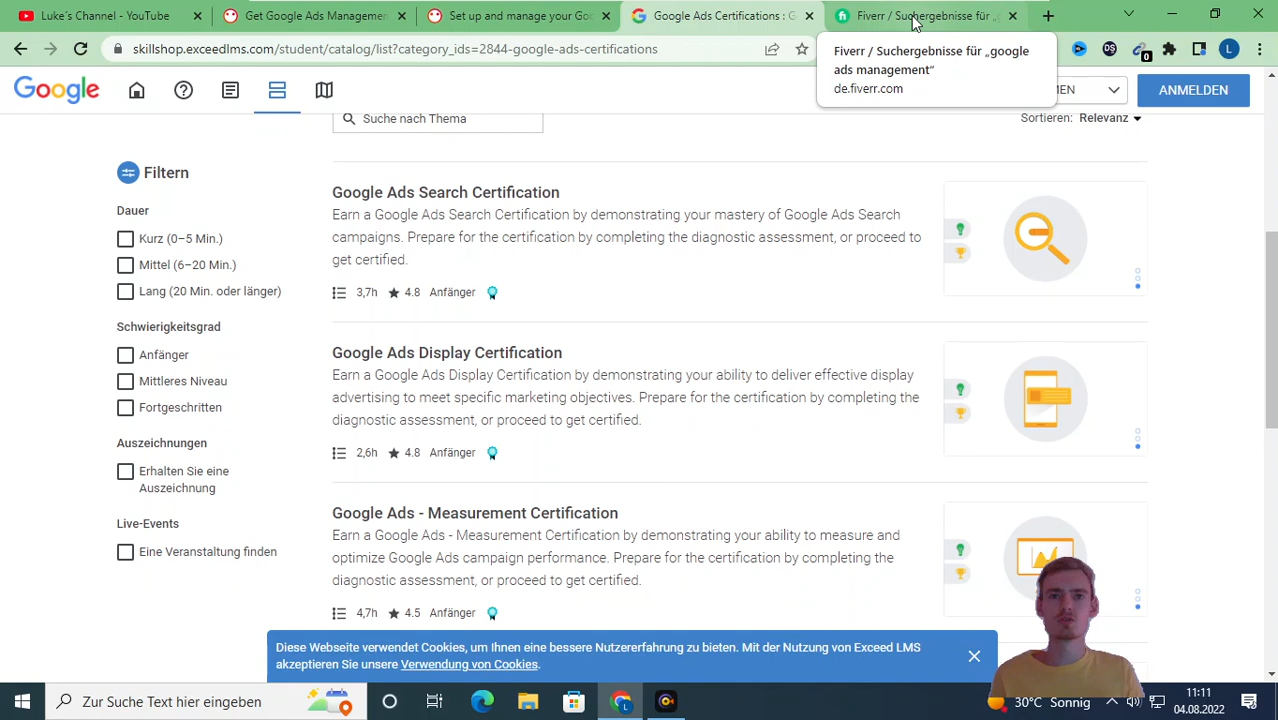 Luke's Channel - YouTube
Get Google Ads Managemen
Set up and manage your Go
Google Ads Certifications : G
Fiverr / Suchergebnisse für „g
skillshop.exceedlms.com/student/catalog/list?category_ids=2844-google-ads-certifications
Fiverr / Suchergebnisse für „google
ads management“
de.fiverr.com
Google
MEN
ANMELDEN
Suche nach Thema
Sortieren: Relevanz
Filtern
Dauer
Kurz (0–5 Min.)
Mittel (6–20 Min.)
Lang (20 Min. oder länger)
Schwierigkeitsgrad
Anfänger
Mittleres Niveau
Fortgeschritten
Auszeichnungen
Erhalten Sie eine
Auszeichnung
Live-Events
Eine Veranstaltung finden
Google Ads Search Certification
Earn a Google Ads Search Certification by demonstrating your mastery of Google Ads Search
campaigns. Prepare for the certification by completing the diagnostic assessment, or proceed to
get certified.
3,7h 4.8 Anfänger
Google Ads Display Certification
Earn a Google Ads Display Certification by demonstrating your ability to deliver effective display
advertising to meet specific marketing objectives. Prepare for the certification by completing the
diagnostic assessment, or proceed to get certified.
2,6h 4.8 Anfänger
Google Ads - Measurement Certification
Earn a Google Ads - Measurement Certification by demonstrating your ability to measure and
optimize Google Ads campaign performance. Prepare for the certification by completing the
diagnostic assessment, or proceed to get certified.
4,7h 4.5 Anfänger
Diese Webseite verwendet Cookies, um Ihnen eine bessere Nutzererfahrung zu bieten. Mit der Nutzung von Exceed LMS
akzeptieren Sie unsere Verwendung von Cookies.
Zur Suche Text hier eingeben
30°C Sonnig
11:11
04.08.2022
DS
0
L